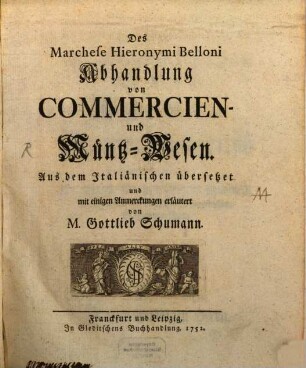 Des
Marchese Hieronymi Belloni
Abhandlung
von
COMMERCIEN-
und
Müntz-Wesen.
Aus dem Italiänischen übersetzet
und
mit einigen Anmerckungen erläutert
von
M. Gottlieb Schumann.
Franckfurt und Leipzig,
In Gleditschens Buchhandlung, 1752.